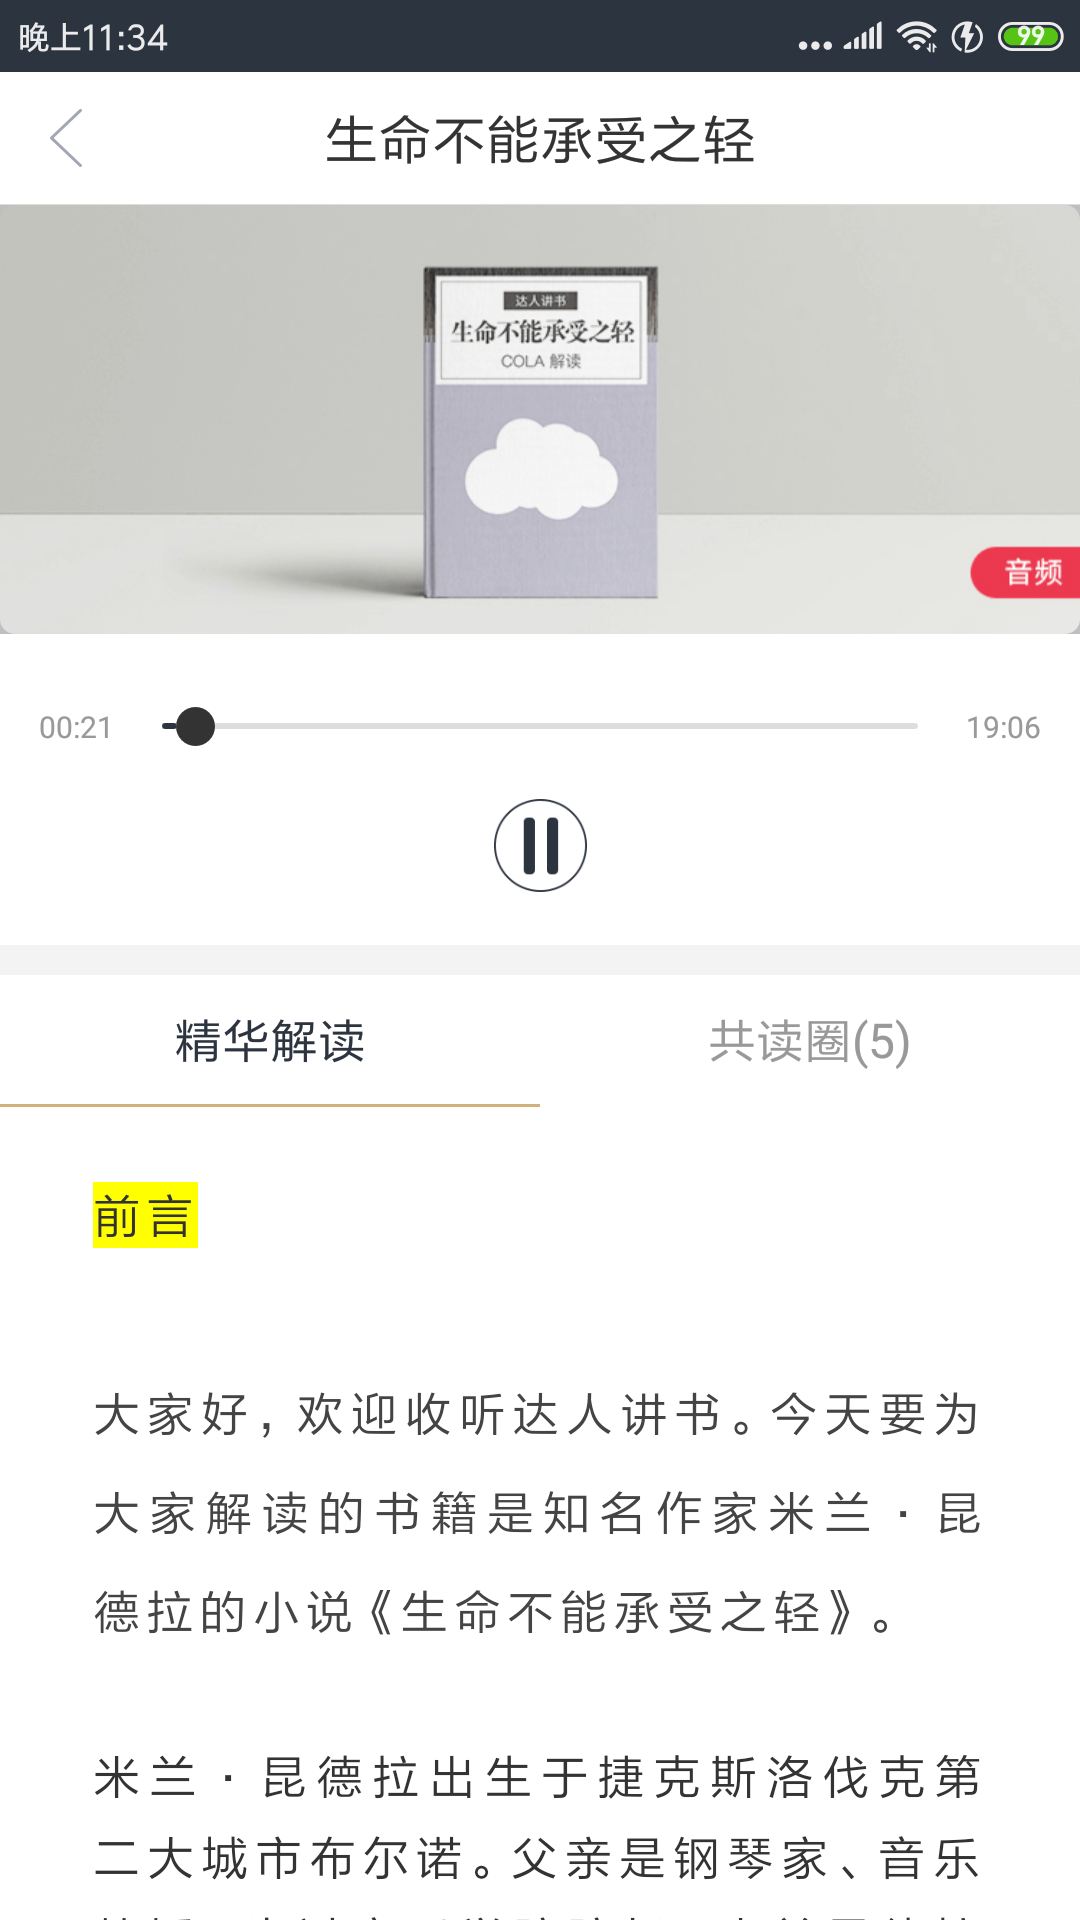 晚上11:34
99
生命不能承受之轻
达人讲书
生命不能承受之轻
COLA 解读
音频
00:21
19:06
精华解读
共读圈(5)
前言
大家好，欢迎收听达人讲书。今天要为
大家解读的书籍是知名作家米兰·昆
德拉的小说《生命不能承受之轻》。
米兰·昆德拉出生于捷克斯洛伐克第
二大城市布尔诺。父亲是钢琴家、音乐